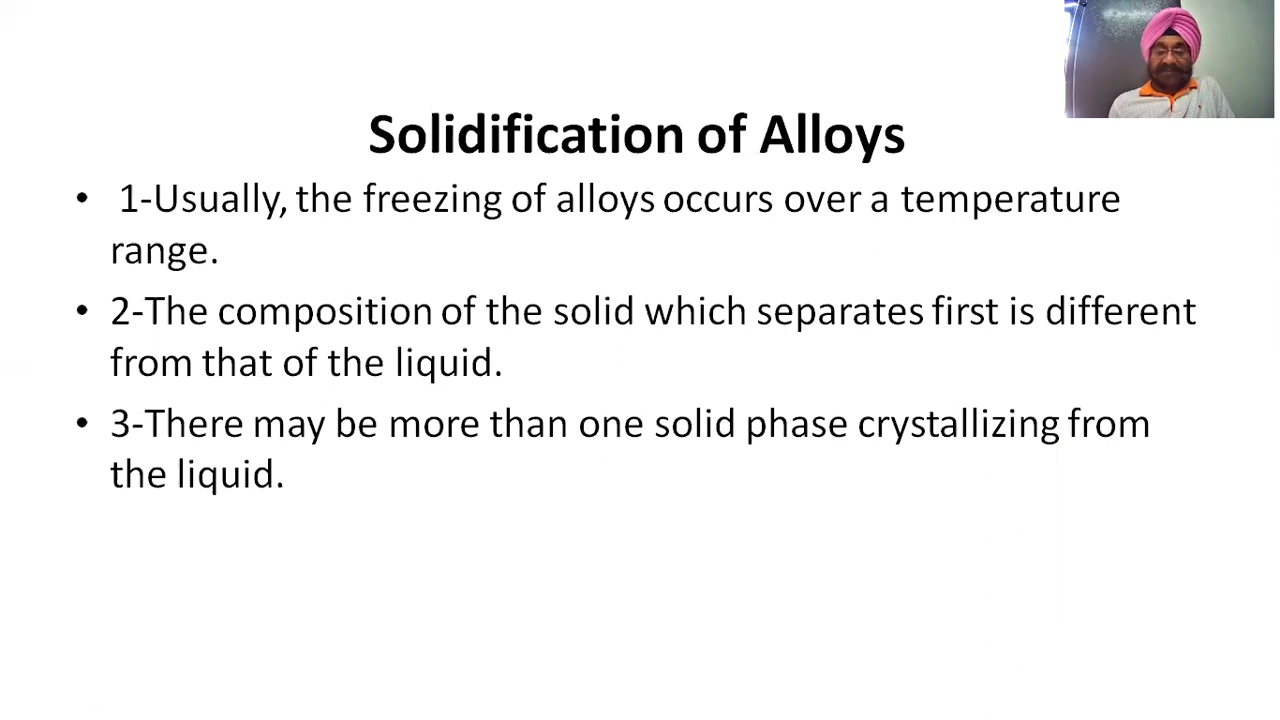 Solidification of Alloys
• 1-Usually, the freezing of alloys occurs over a temperature
range.
• 2-The composition of the solid which separates first is different
from that of the liquid.
• 3-There may be more than one solid phase crystallizing from
the liquid.